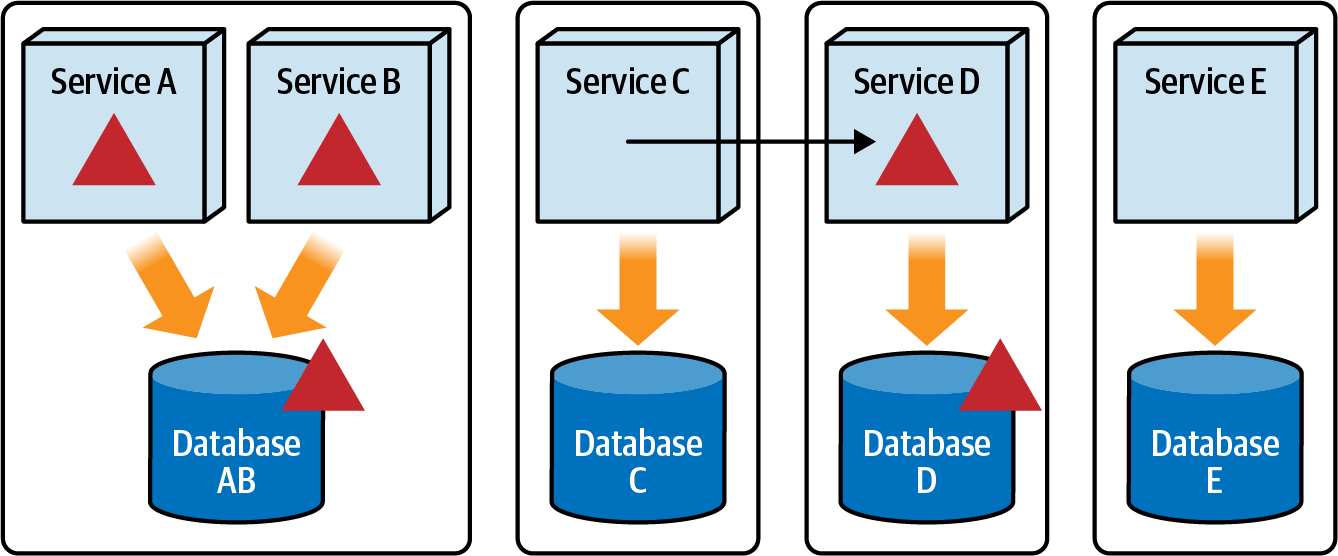 Service A
Service B
Service C
Service D
Service E
Database
AB
Database
C
Database
D
Database
E